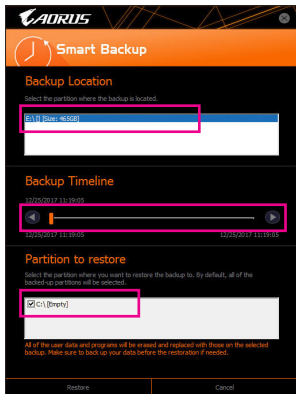 AORUS
Smart Backup
Backup Location
Select the partition where the backup is located.
E:\ [] [Size: 465GB]
Backup Timeline
12/25/2017 11:19:05
12/25/2017 11:19:05 12/25/2017 11:19:05
Partition to restore
Select the partition where you want to restore the backup to. By default, all of the
backed-up partitions will be selected.
C:\ [Empty]
All of the user data and programs will be erased and replaced with those on the selected
backup. Make sure to back up your data before the restoration if needed.
Restore Cancel